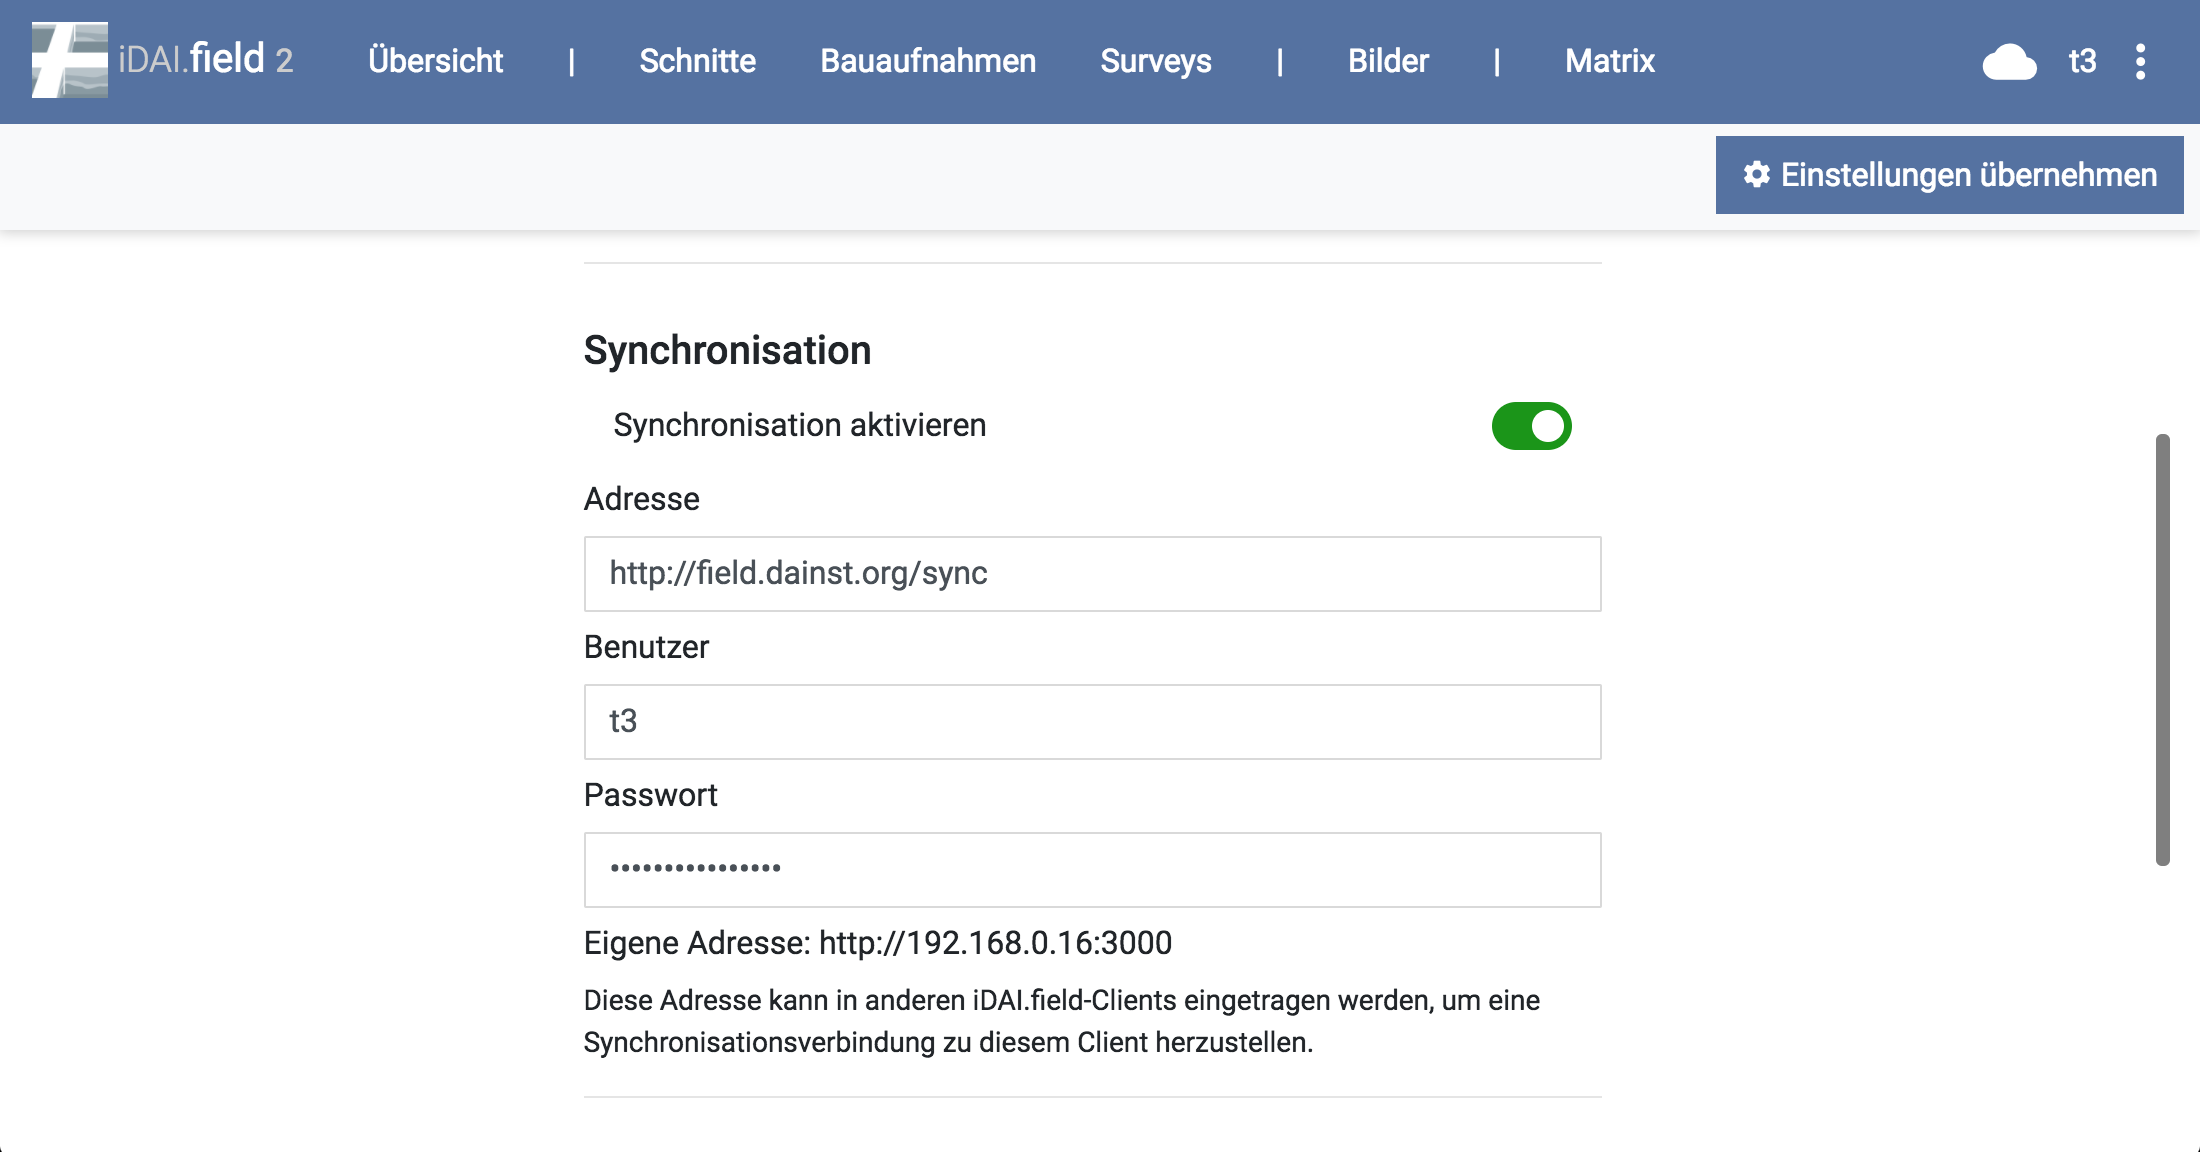 iDAI.field 2 Übersicht | Schnitte Bauaufnahmen Surveys | Bilder | Matrix t3
Einstellungen übernehmen
Synchronisation
Synchronisation aktivieren
Adresse
http://field.dainst.org/sync
Benutzer
t3
Passwort
••••••••••••••••
Eigene Adresse: http://192.168.0.16:3000
Diese Adresse kann in anderen iDAI.field-Clients eingetragen werden, um eine
Synchronisationsverbindung zu diesem Client herzustellen.